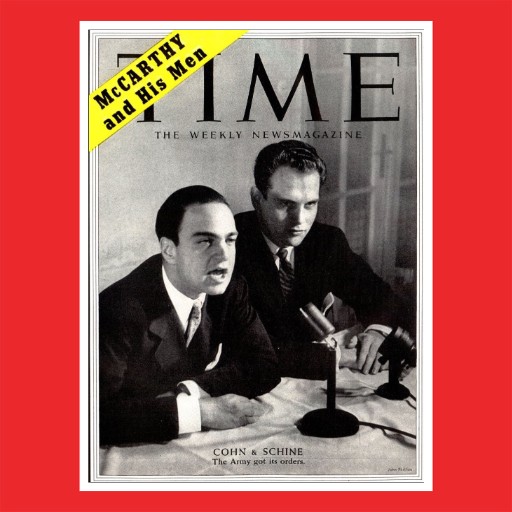 McCARTHY
and His Men
TIME
THE WEEKLY NEWSMAGAZINE
COHN & SCHINE
The Army got its orders.